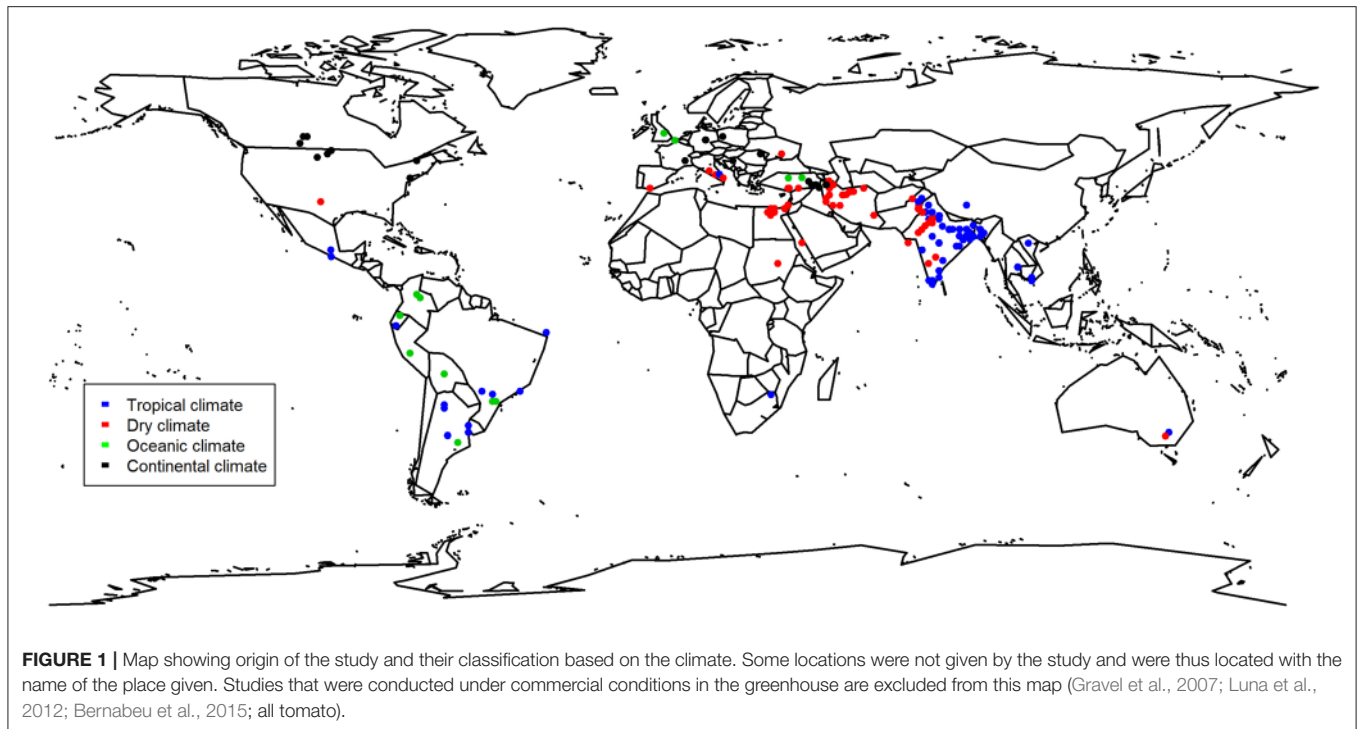 Tropical climate
Dry climate
Oceanic climate
Continental climate
FIGURE 1 | Map showing origin of the study and their classification based on the climate. Some locations were not given by the study and were thus located with the
name of the place given. Studies that were conducted under commercial conditions in the greenhouse are excluded from this map (Gravel et al., 2007; Luna et al.,
2012; Bernabeu et al., 2015; all tomato).